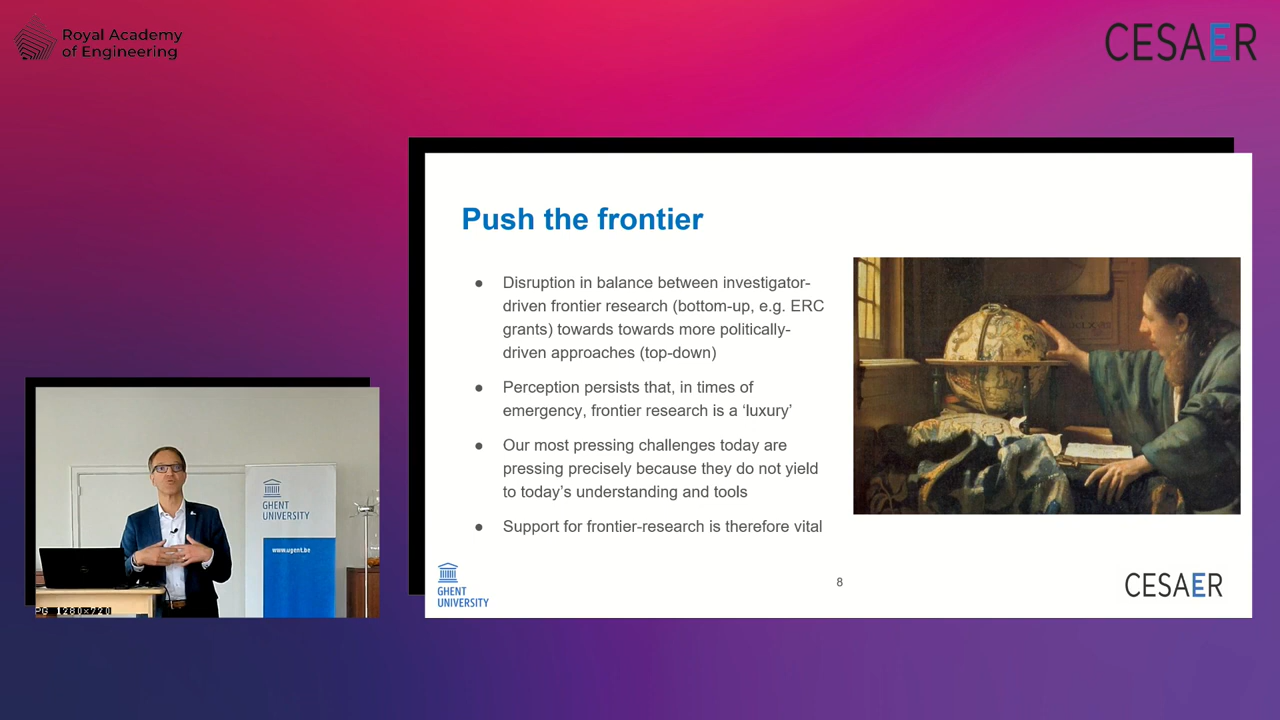 Royal Academy
of Engineering
CESAER
Push the frontier
● Disruption in balance between investigator-
driven frontier research (bottom-up, e.g. ERC
grants) towards towards more politically-
driven approaches (top-down)
● Perception persists that, in times of
emergency, frontier research is a ‘luxury’
● Our most pressing challenges today are
pressing precisely because they do not yield
to today’s understanding and tools
● Support for frontier-research is therefore vital
GHENT
UNIVERSITY
8
CESAER
GHENT
UNIVERSITY
www.ugent.be
PG 1280x720